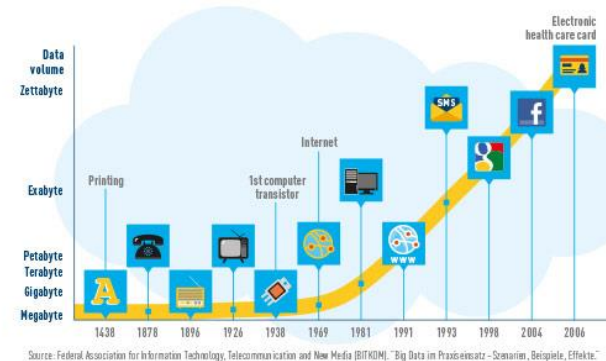 Electronic
health care card
Data
volume
Zettabyte
SMS
Internet
Exabyte
Printing
1st computer
transistor
Petabyte
Terabyte
Gigabyte
Megabyte
A
g
f
WWW
1438 1878 1896 1926 1938 1969 1981 1991 1993 1998 2004 2006
Source: Federal Association for Information Technology, Telecommunication and New Media (BITKOM), "Big Data im Praxiseinsatz – Szenarien, Beispiele, Effekte."